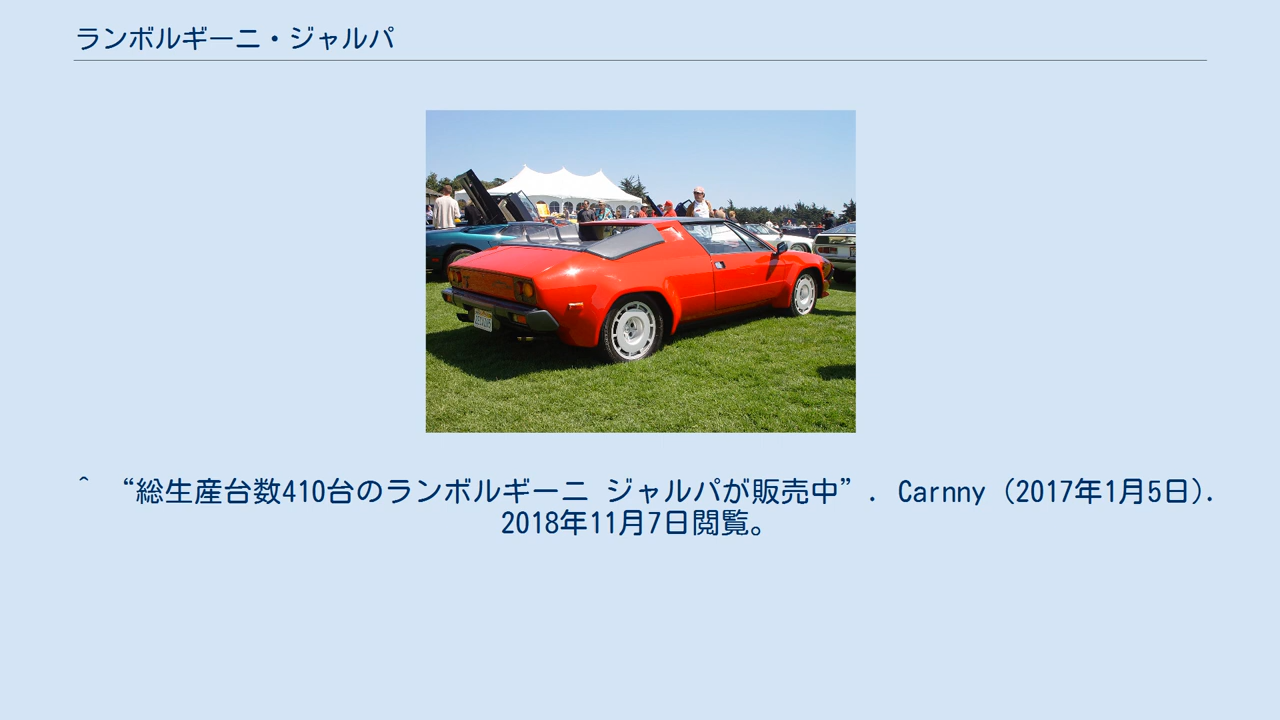 ランボルギーニ・ジャルパ
^ “総生産台数410台のランボルギーニ ジャルパが販売中”. Carnny (2017年1月5日).
2018年11月7日閲覧。